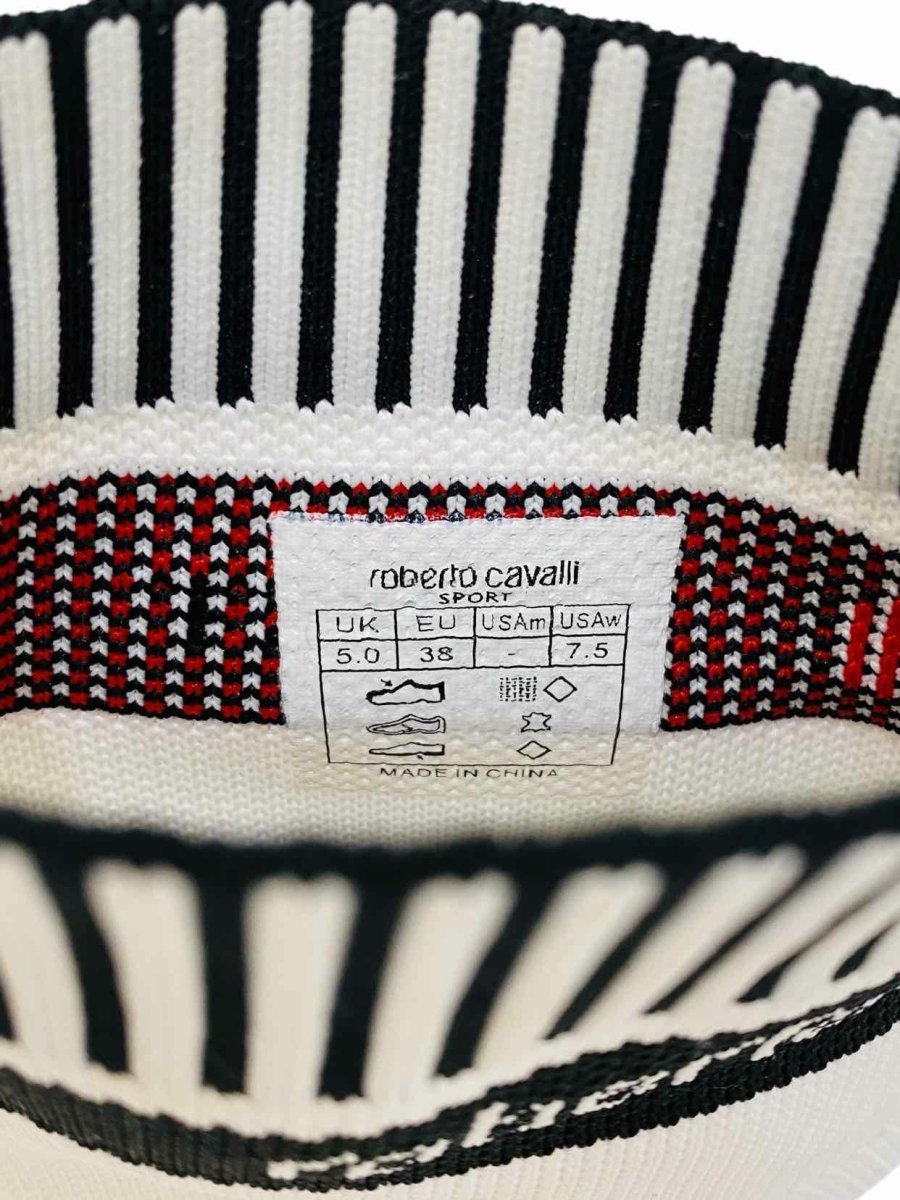 roberto cavalli
SPORT
UK EU USAm USAw
5.0 38 - 7.5
MADE IN CHINA